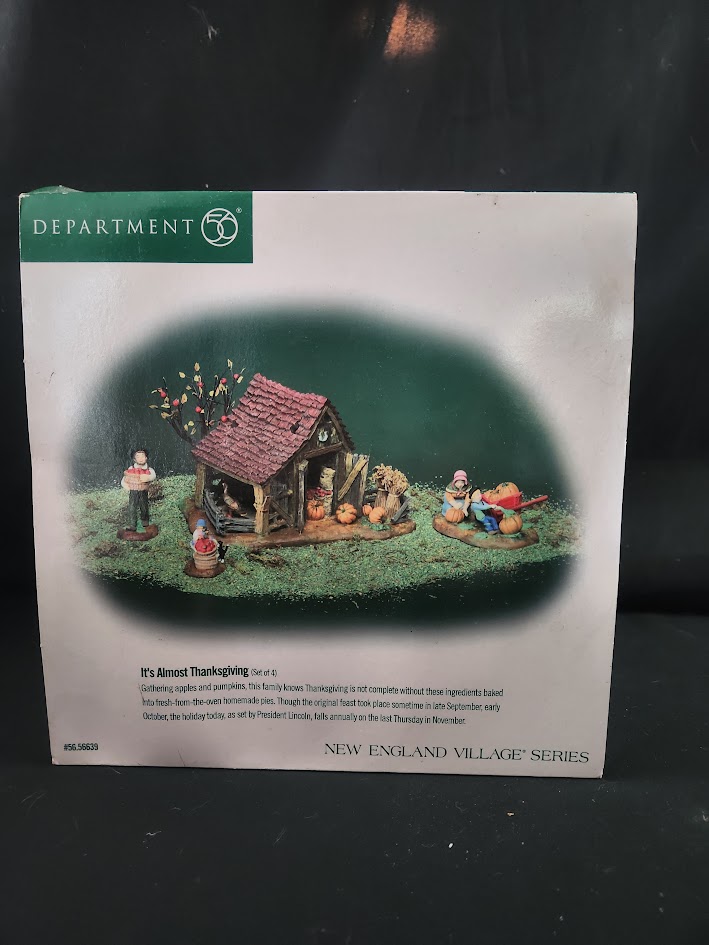 DEPARTMENT 56®
It's Almost Thanksgiving (Set of 4)
Gathering apples and pumpkins, this family knows Thanksgiving is not complete without these ingredients baked
into fresh-from-the-oven homemade pies. Though the original feast took place sometime in late September, early
October, the holiday today, as set by President Lincoln, falls annually on the last Thursday in November.
#56.56639
NEW ENGLAND VILLAGE® SERIES